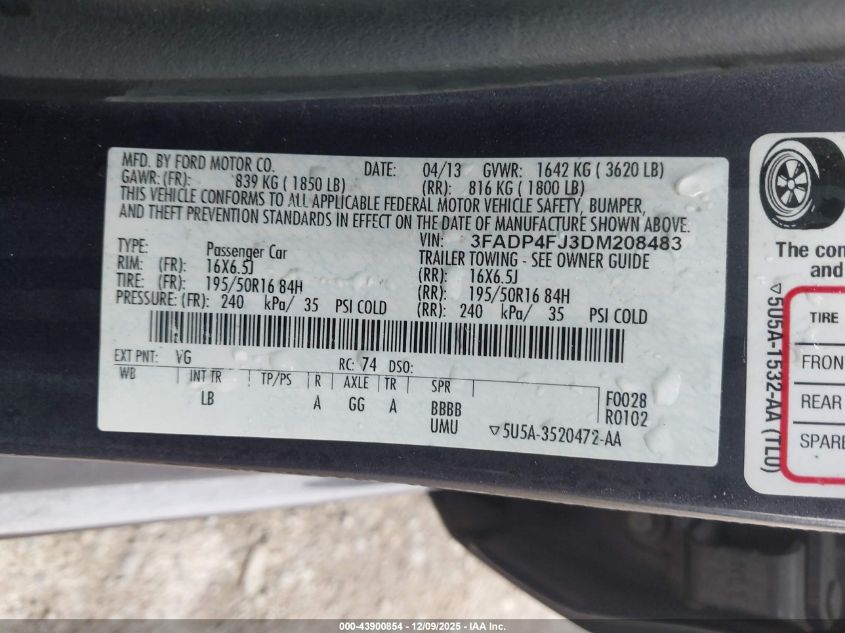 MFD. BY FORD MOTOR CO. DATE: 04/13 GVWR: 1642 KG ( 3620 LB)
GAWR: (FR): 839 KG ( 1850 LB) (RR): 816 KG ( 1800 LB)
THIS VEHICLE CONFORMS TO ALL APPLICABLE FEDERAL MOTOR VEHICLE SAFETY, BUMPER,
AND THEFT PREVENTION STANDARDS IN EFFECT ON THE DATE OF MANUFACTURE SHOWN ABOVE.
VIN: 3FADP4FJ3DM208483
TYPE: Passenger Car TRAILER TOWING - SEE OWNER GUIDE
RIM: (FR): 16X6.5J (RR): 16X6.5J
TIRE: (FR): 195/50R16 84H (RR): 195/50R16 84H
PRESSURE: (FR): 240 kPa/ 35 PSI COLD (RR): 240 kPa/ 35 PSI COLD
EXT PNT: VG RC: 74 DSO:
WB INT TR TP/PS R AXLE TR SPR F0028
LB A GG A BBBB R0102
UMU ▽5U5A-3520472-AA
The com
and
▽5U5A-1532-AA (TLU)
TIRE
FRON
REAR
SPARE
000-43900854 - 12/09/2025 - IAA Inc.